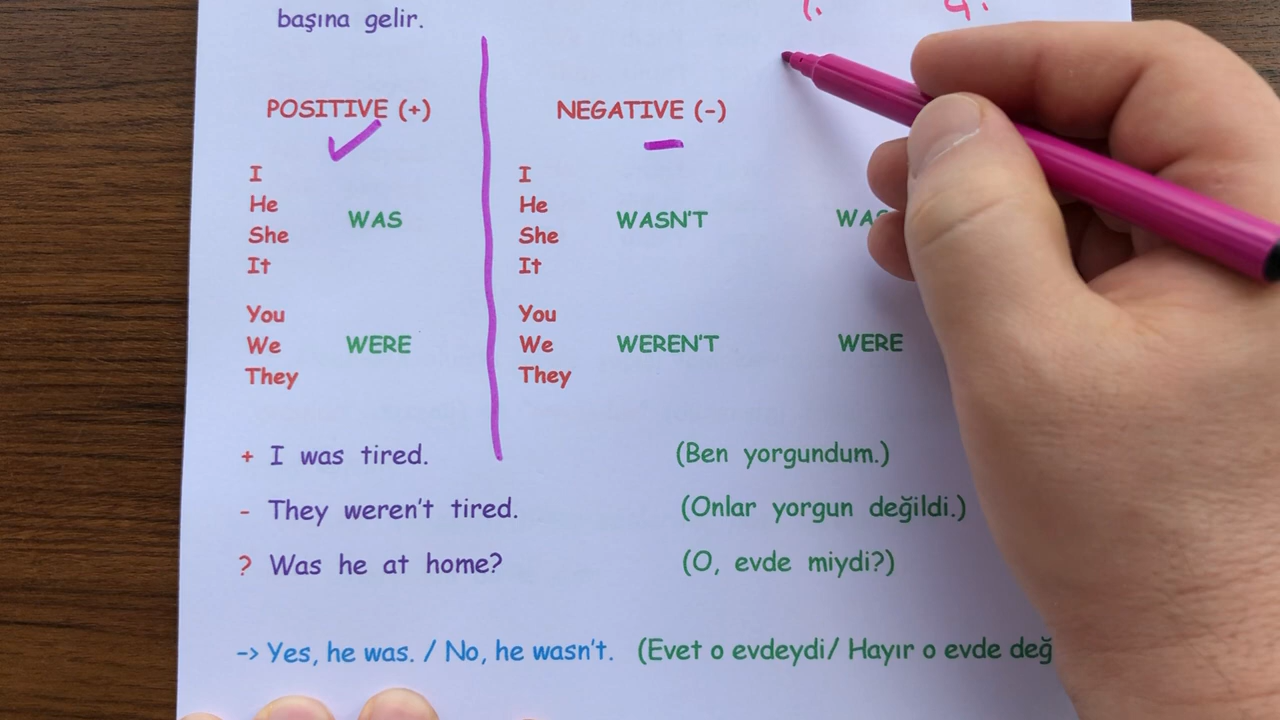 başına gelir.
POSITIVE (+) NEGATIVE (-)
I I
He He
WAS WASN'T
She She
It It
You You
We WERE We WEREN'T WERE
They They
+ I was tired. (Ben yorgundum.)
- They weren't tired. (Onlar yorgun değildi.)
? Was he at home? (O, evde miydi?)
-> Yes, he was. / No, he wasn't. (Evet o evdeydi/ Hayır o evde